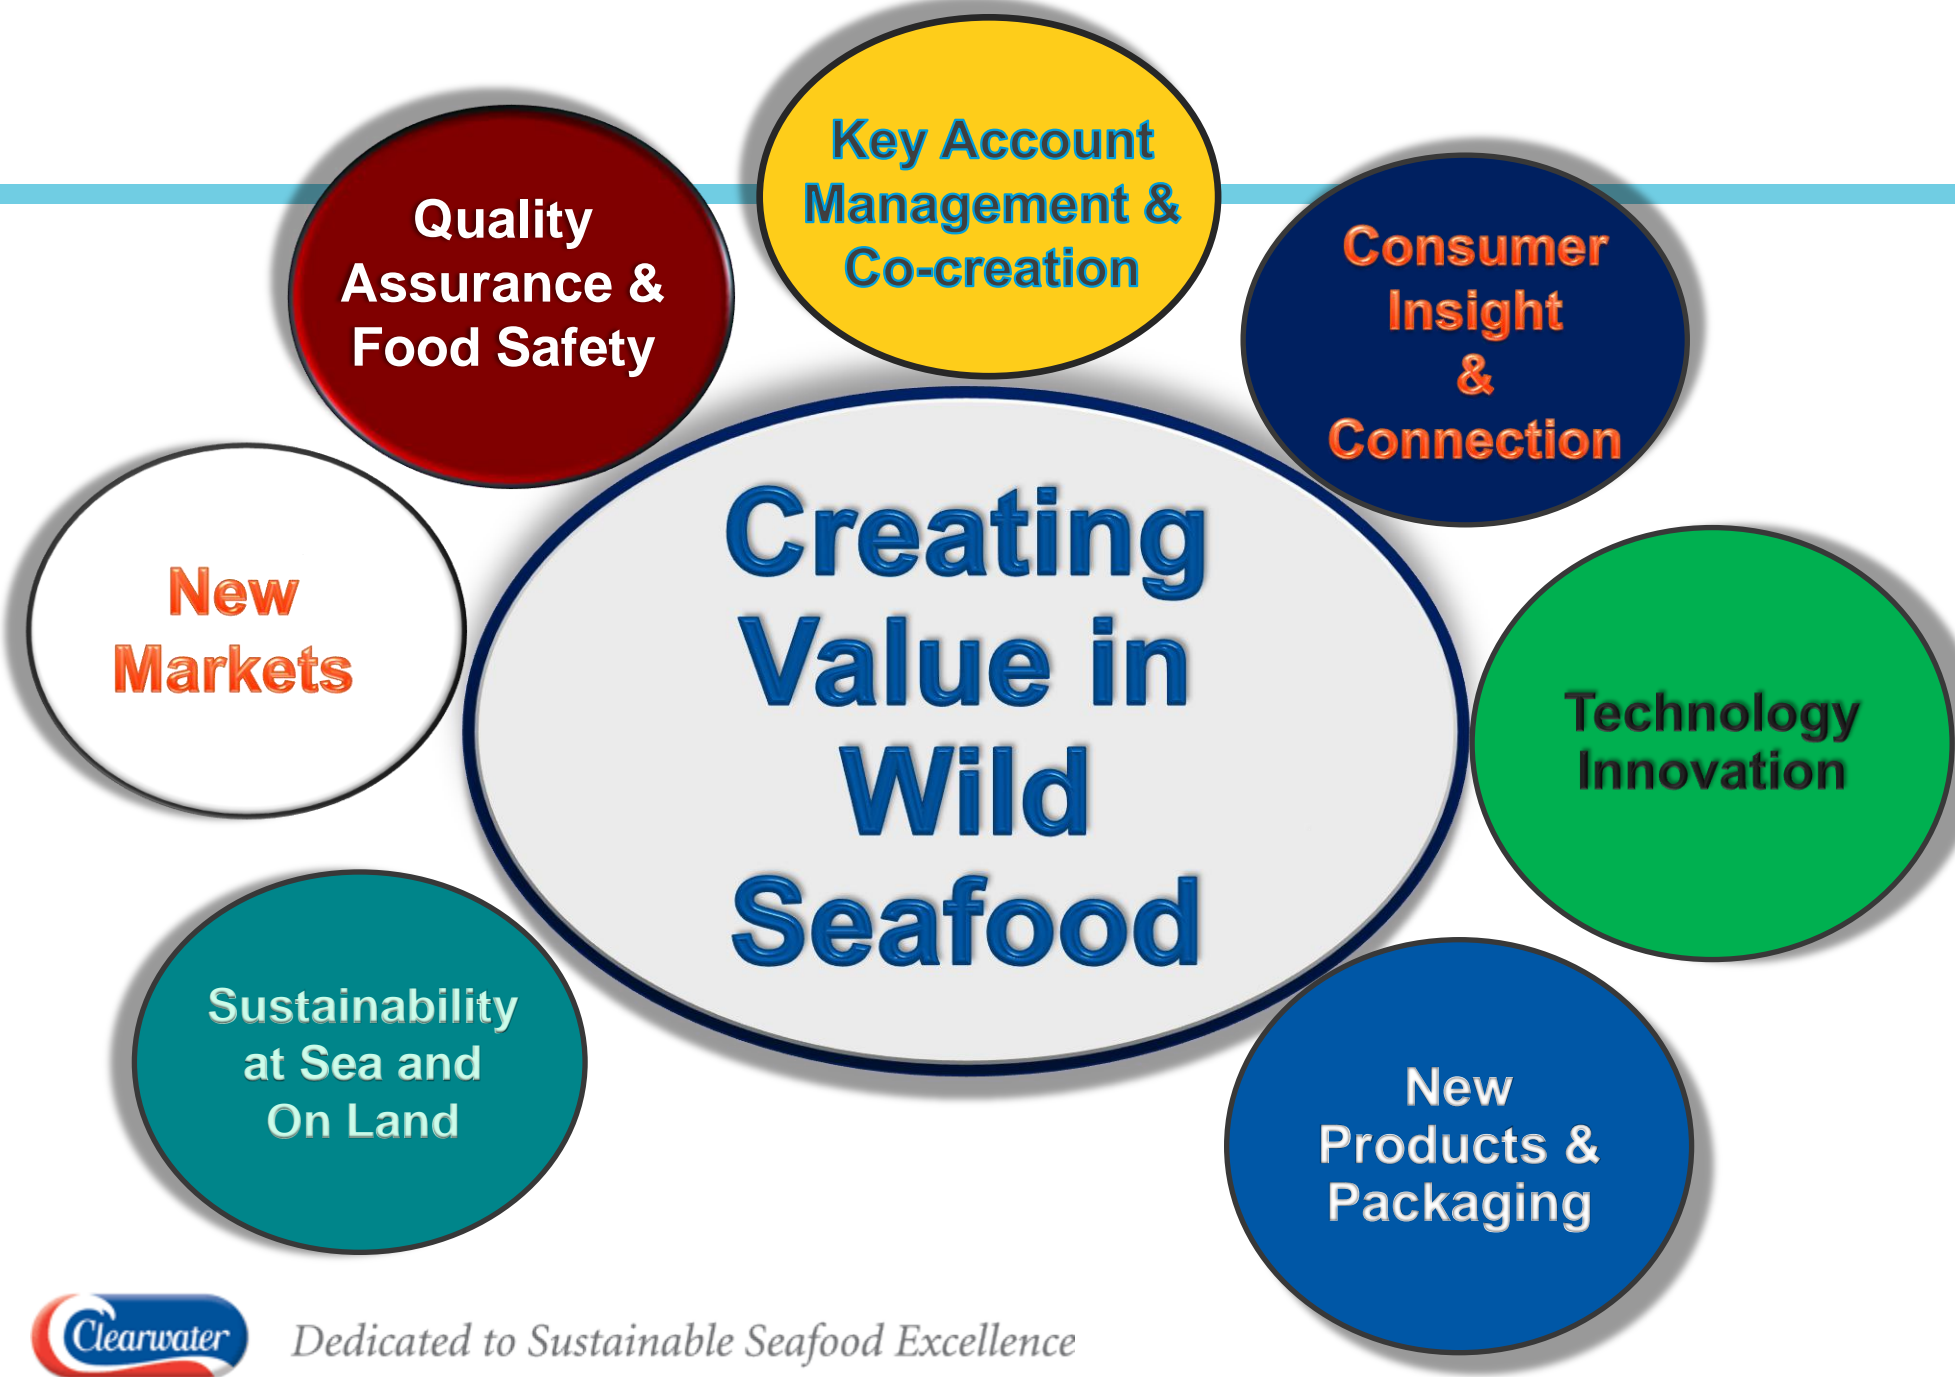 Key Account
Management &
Co-creation
Quality
Assurance &
Food Safety
Consumer
Insight
&
Connection
New
Markets
Creating
Value in
Wild
Seafood
Technology
Innovation
Sustainability
at Sea and
On Land
New
Products &
Packaging
Clearwater
Dedicated to Sustainable Seafood Excellence